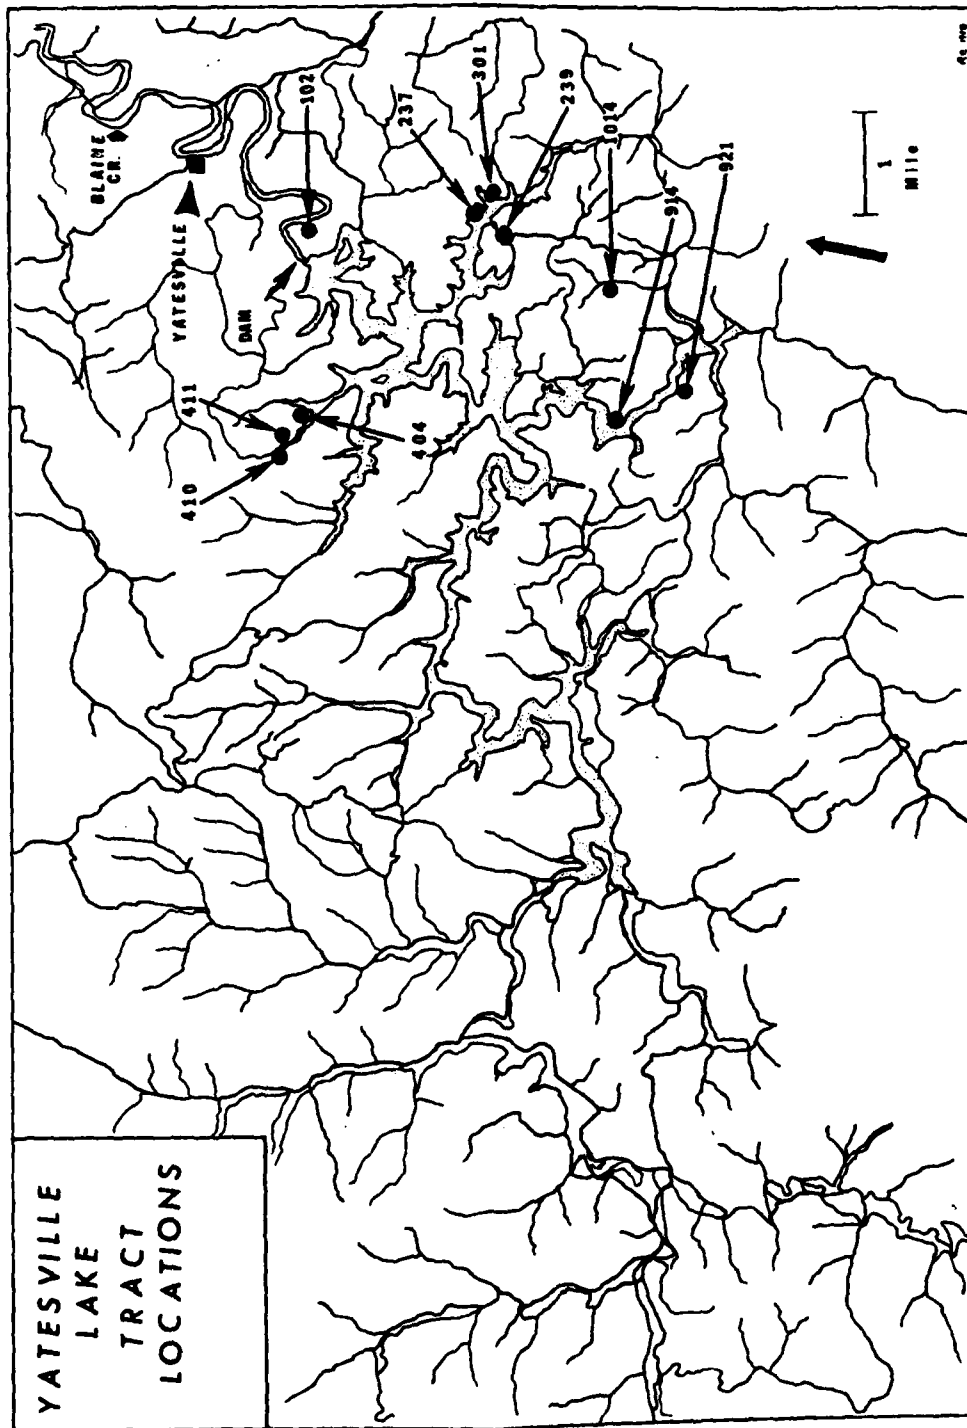 YATESVILLE
LAKE
TRACT
LOCATIONS
BLAINE
CR.
YATESVILLE
DAM
102
411
410
404
237
301
239
1014
914
921
1
Mile